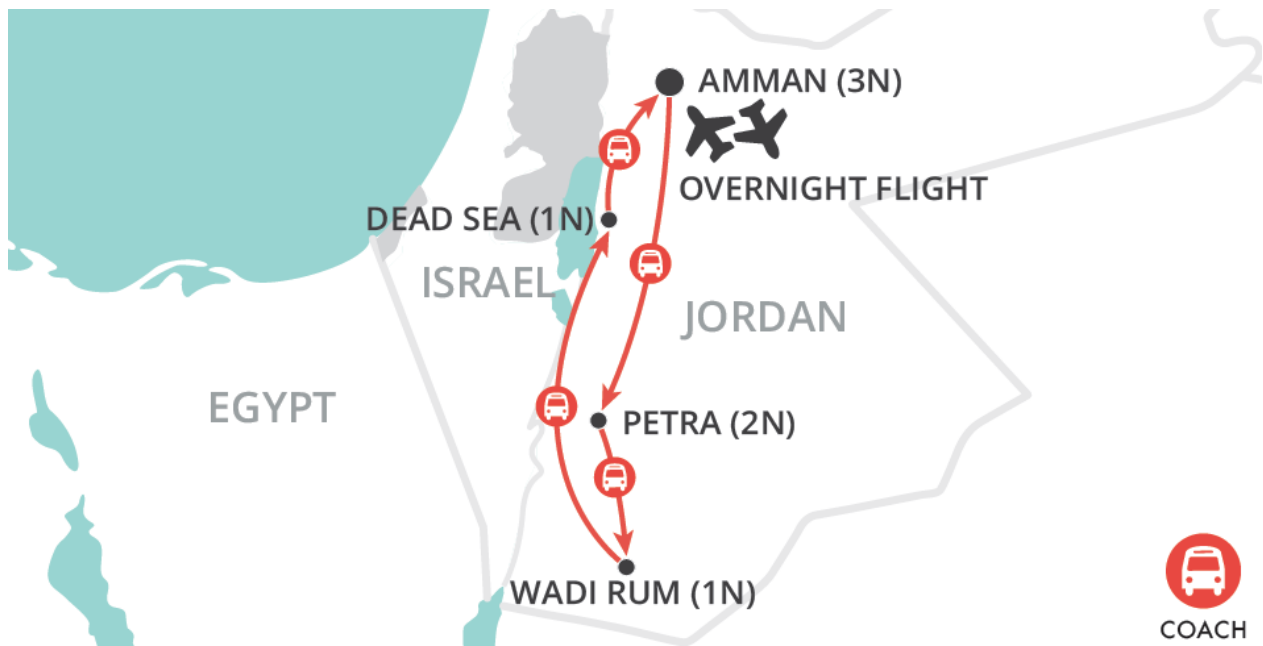 AMMAN (3N)
OVERNIGHT FLIGHT
DEAD SEA (1N)
ISRAEL
JORDAN
EGYPT
PETRA (2N)
WADI RUM (1N)
COACH